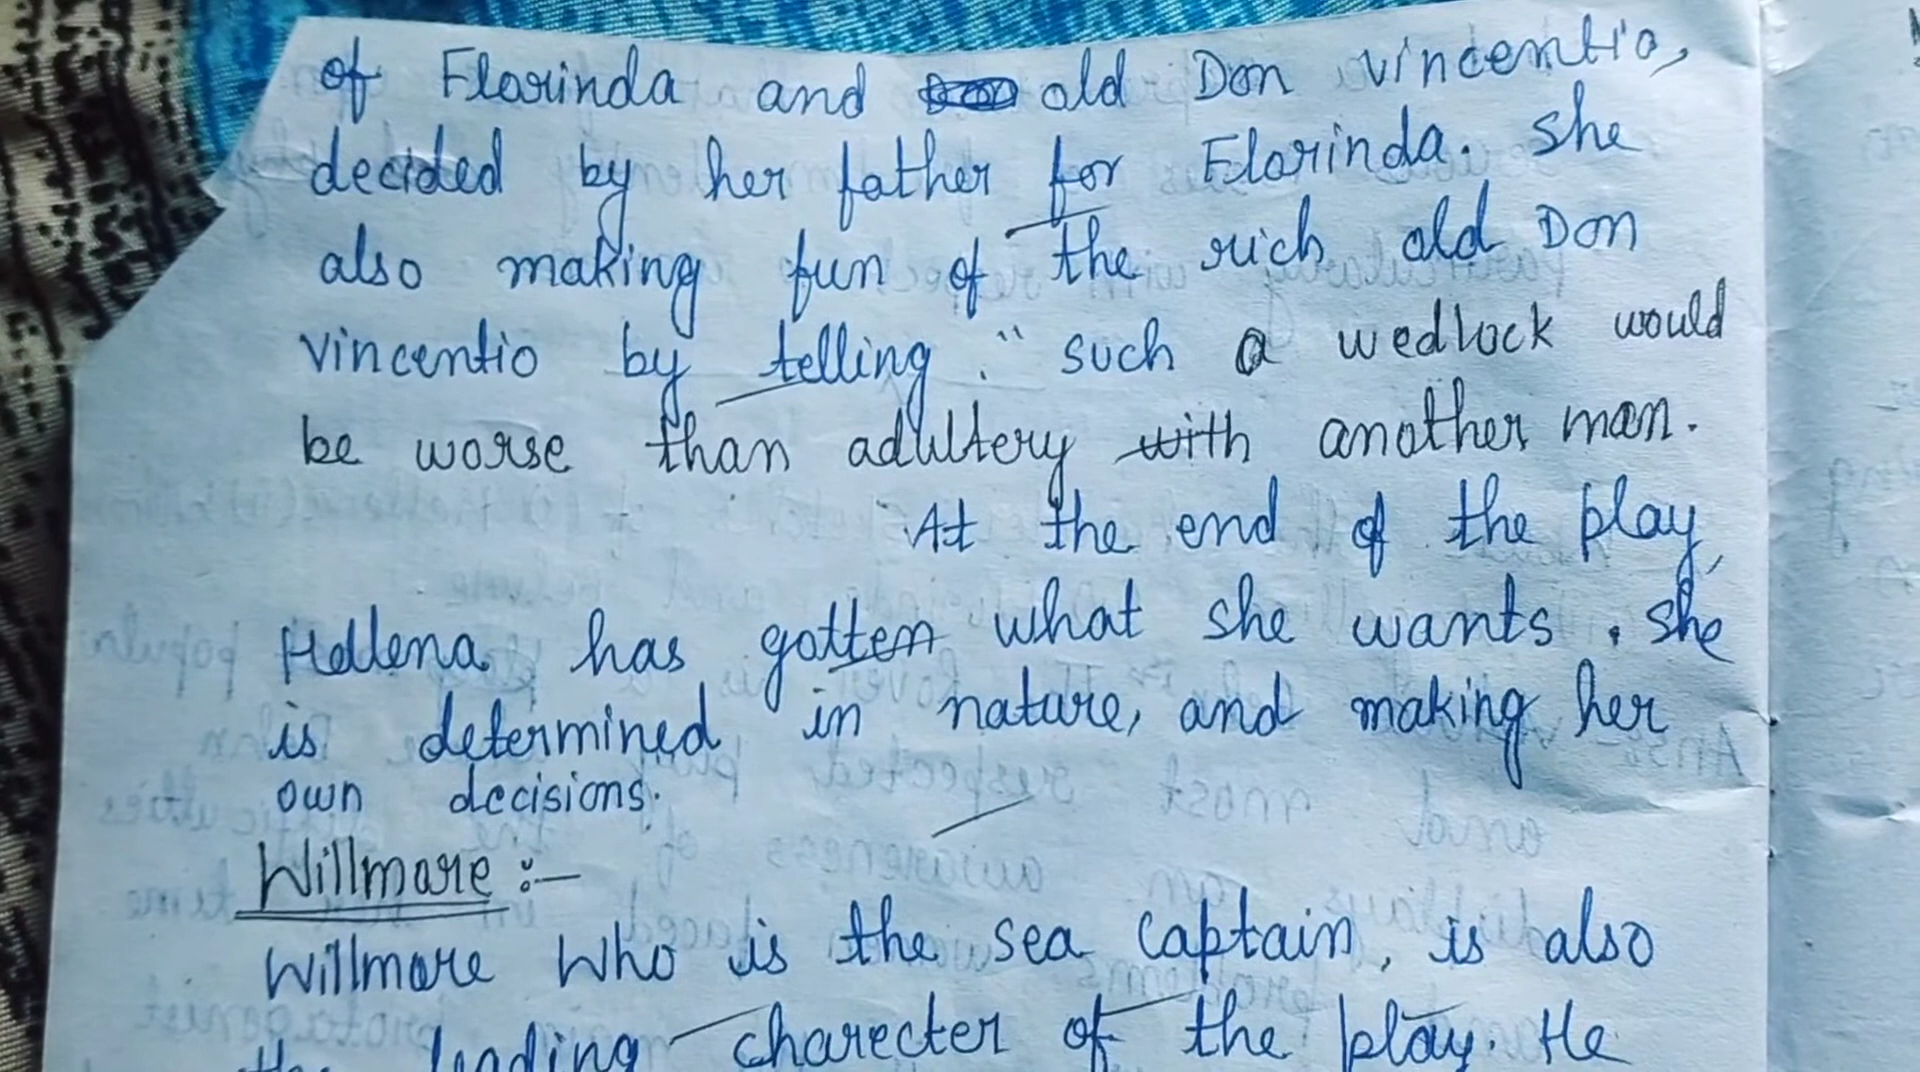 of Florinda and old Don vincentio,
decided by her father for Florinda. she
also making fun of the rich old Don
vincentio by telling :" such a wedlock would
be worse than adultery with another man.
At the end of the play,
Hellena has gotten what she wants. she
is determined in nature, and making her
own decisions.
Willmore :-
Willmore who is the sea captain, is also
the leading charecter of the play. He